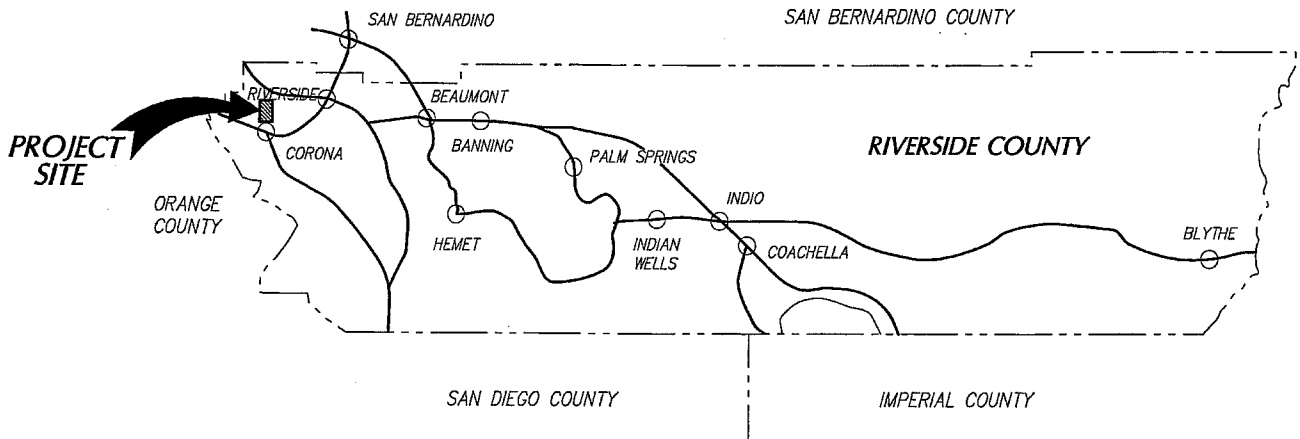 SAN BERNARDINO
SAN BERNARDINO COUNTY
RIVERSIDE
BEAUMONT
PROJECT
SITE
CORONA
BANNING
PALM SPRINGS
RIVERSIDE COUNTY
ORANGE
COUNTY
HEMET
INDIAN
WELLS
INDIO
COACHELLA
BLYTHE
SAN DIEGO COUNTY
IMPERIAL COUNTY